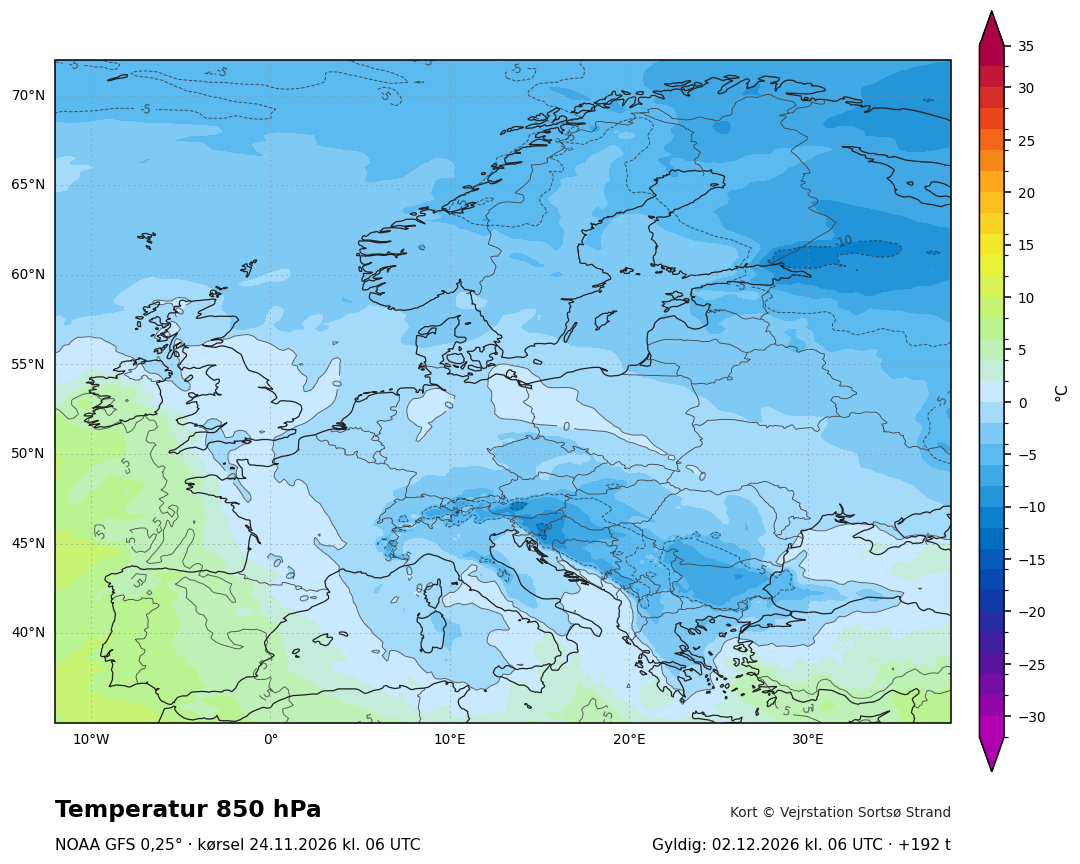 70°N
65°N
60°N
55°N
50°N
45°N
40°N
10°W
0°
10°E
20°E
30°E
35
30
25
20
15
10
5
0
−5
−10
−15
−20
−25
−30
°C
Temperatur 850 hPa
Kort © Vejrstation Sortsø Strand
NOAA GFS 0,25° · kørsel 24.11.2026 kl. 06 UTC
Gyldig: 02.12.2026 kl. 06 UTC · +192 t